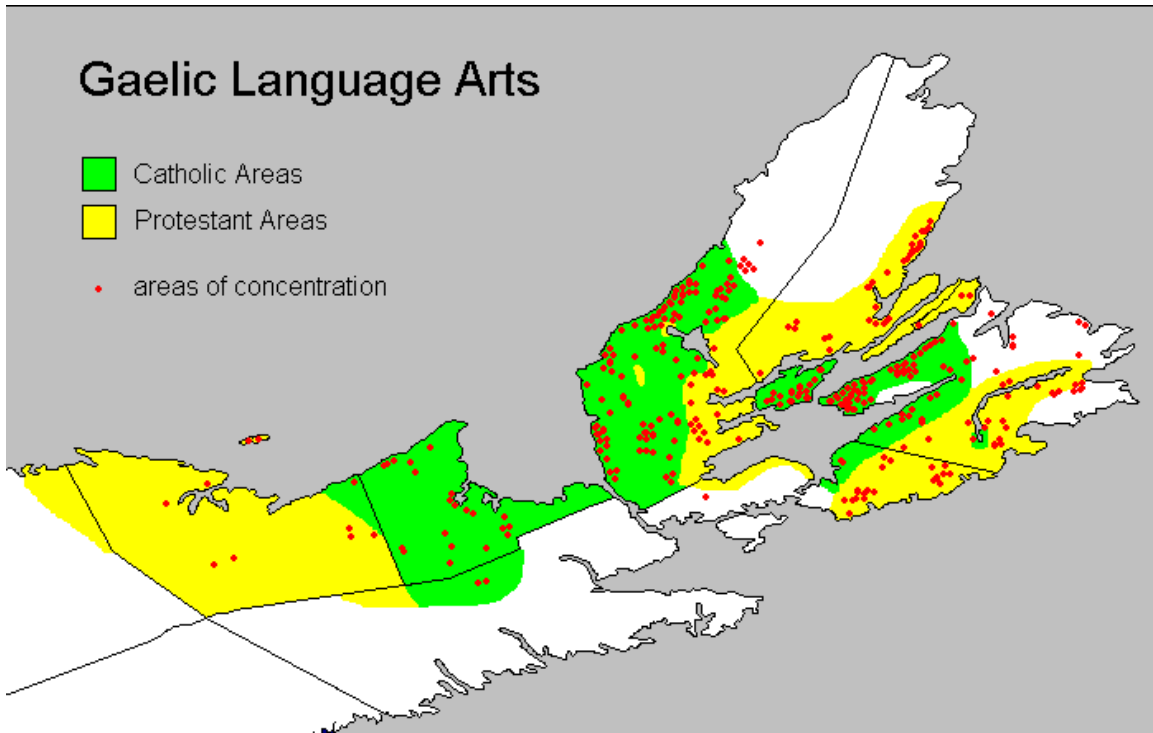 Gaelic Language Arts
Catholic Areas
Protestant Areas
areas of concentration